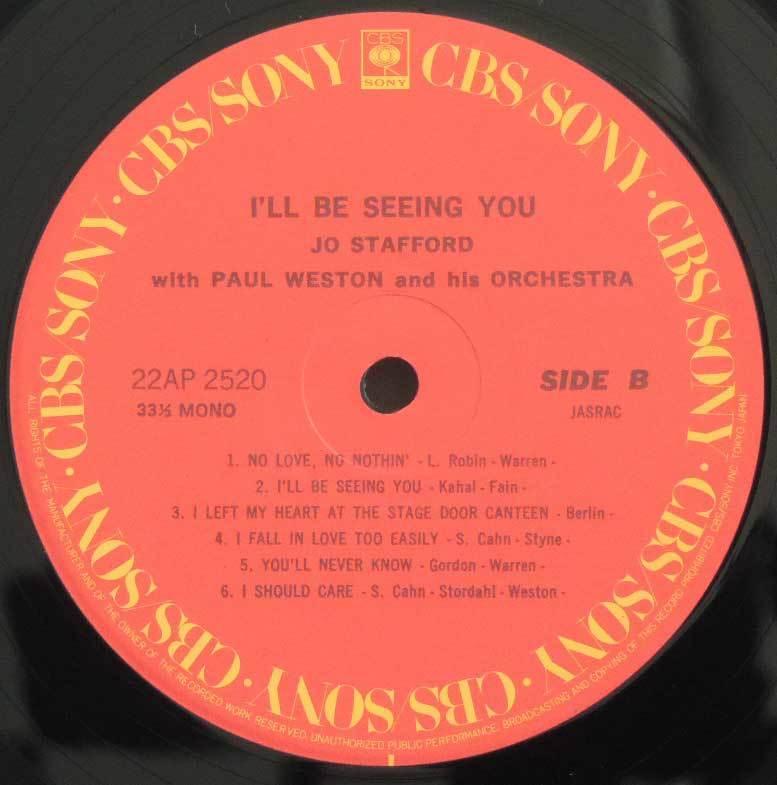 CBS
SONY
CBS/SONY · CBS/SONY · CBS/SONY · CBS/SONY · CBS/SONY · CBS/SONY · CBS/SONY · CBS/SONY · CBS/SONY · CBS/SONY
I'LL BE SEEING YOU
JO STAFFORD
with PAUL WESTON and his ORCHESTRA
22AP 2520
SIDE B
33⅓ MONO
JASRAC
1. NO LOVE, NO NOTHIN' - L. Robin - Warren -
2. I'LL BE SEEING YOU - Kahal - Fain -
3. I LEFT MY HEART AT THE STAGE DOOR CANTEEN - Berlin -
4. I FALL IN LOVE TOO EASILY - S. Cahn - Styne -
5. YOU'LL NEVER KNOW - Gordon - Warren -
6. I SHOULD CARE - S. Cahn - Stordahl - Weston -
ALL RIGHTS OF THE MANUFACTURER AND OF THE OWNER OF THE RECORDED WORK RESERVED. UNAUTHORIZED PUBLIC PERFORMANCE, BROADCASTING AND COPYING OF THIS RECORD PROHIBITED CBS/SONY INC. TOKYO JAPAN